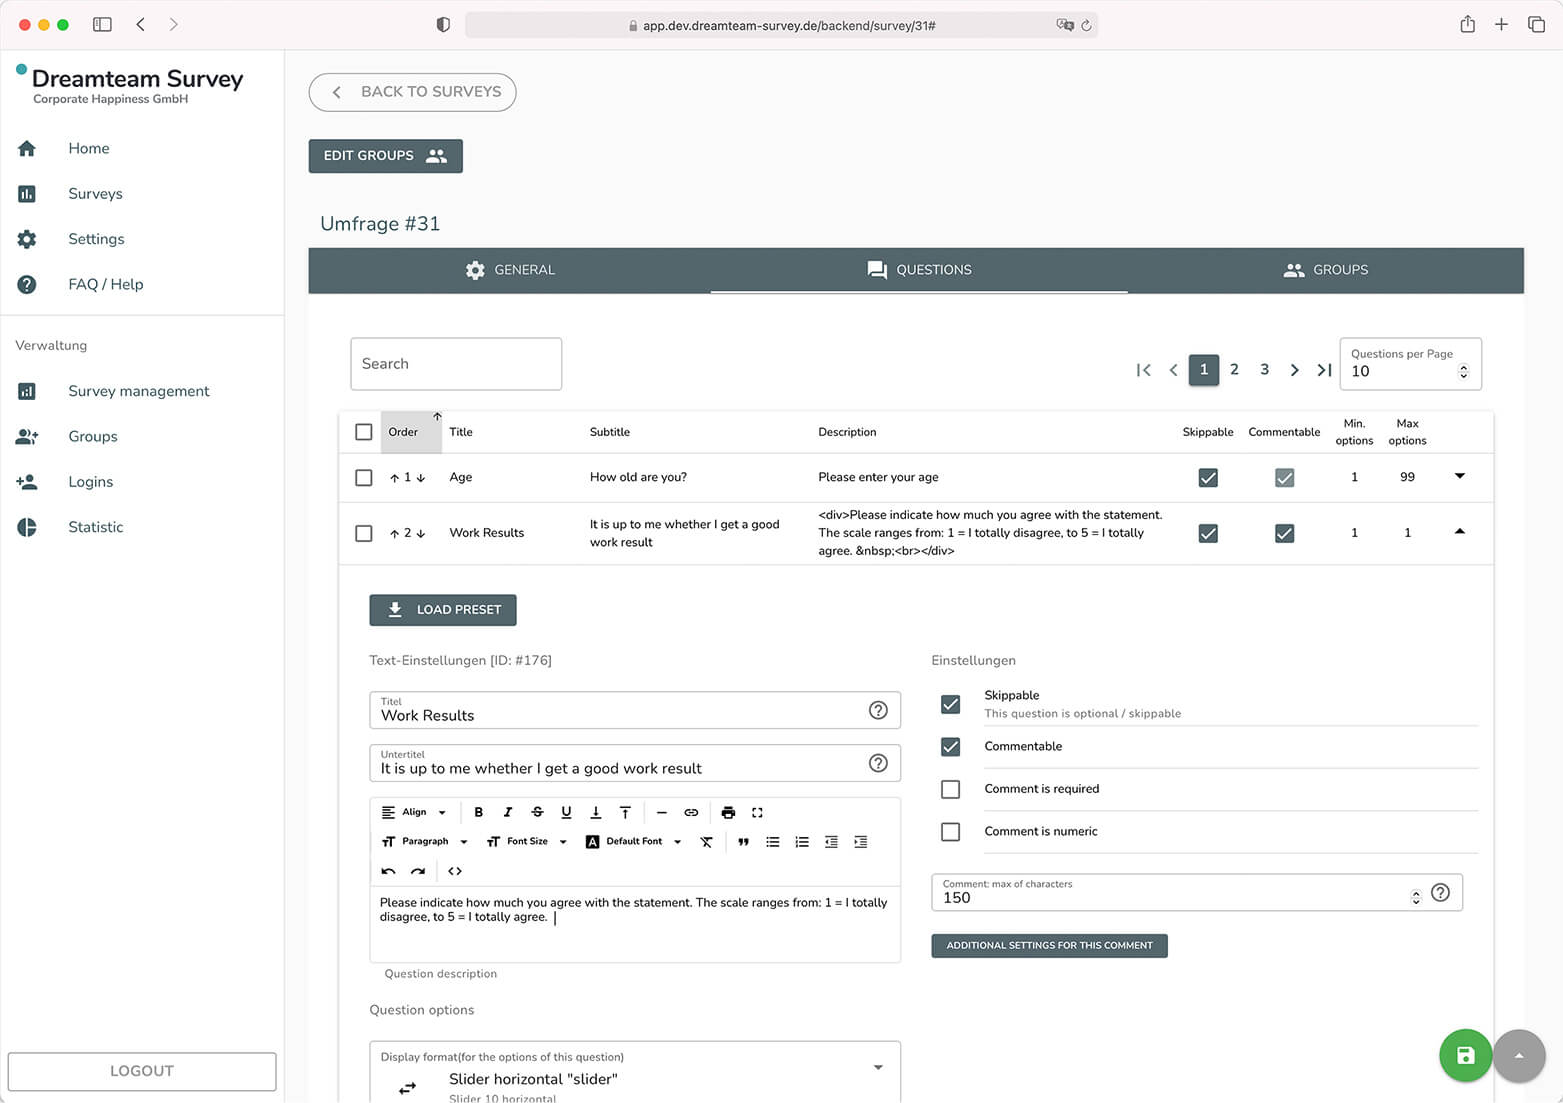 app.dev.dreamteam-survey.de/backend/survey/31#
Dreamteam Survey
Corporate Happiness GmbH
Home
Surveys
Settings
FAQ / Help
Verwaltung
Survey management
Groups
Logins
Statistic
LOGOUT
BACK TO SURVEYS
EDIT GROUPS
Umfrage #31
GENERAL
QUESTIONS
GROUPS
Search
1 2 3
Questions per Page
10
Order Title Subtitle Description Skippable Commentable Min. options Max options
1 Age How old are you? Please enter your age 1 99
2 Work Results
It is up to me whether I get a good
work result
<div>Please indicate how much you agree with the statement.
The scale ranges from: 1 = I totally disagree, to 5 = I totally
agree. &nbsp;<br></div>
1 1
LOAD PRESET
Text-Einstellungen [ID: #176]
Titel
Work Results
Untertitel
It is up to me whether I get a good work result
Align B I S U
Paragraph Font Size A Default Font
Please indicate how much you agree with the statement. The scale ranges from: 1 = I totally
disagree, to 5 = I totally agree.
Question description
Question options
Display format(for the options of this question)
Slider horizontal "slider"
Slider 10 horizontal
Einstellungen
Skippable
This question is optional / skippable
Commentable
Comment is required
Comment is numeric
Comment: max of characters
150
ADDITIONAL SETTINGS FOR THIS COMMENT